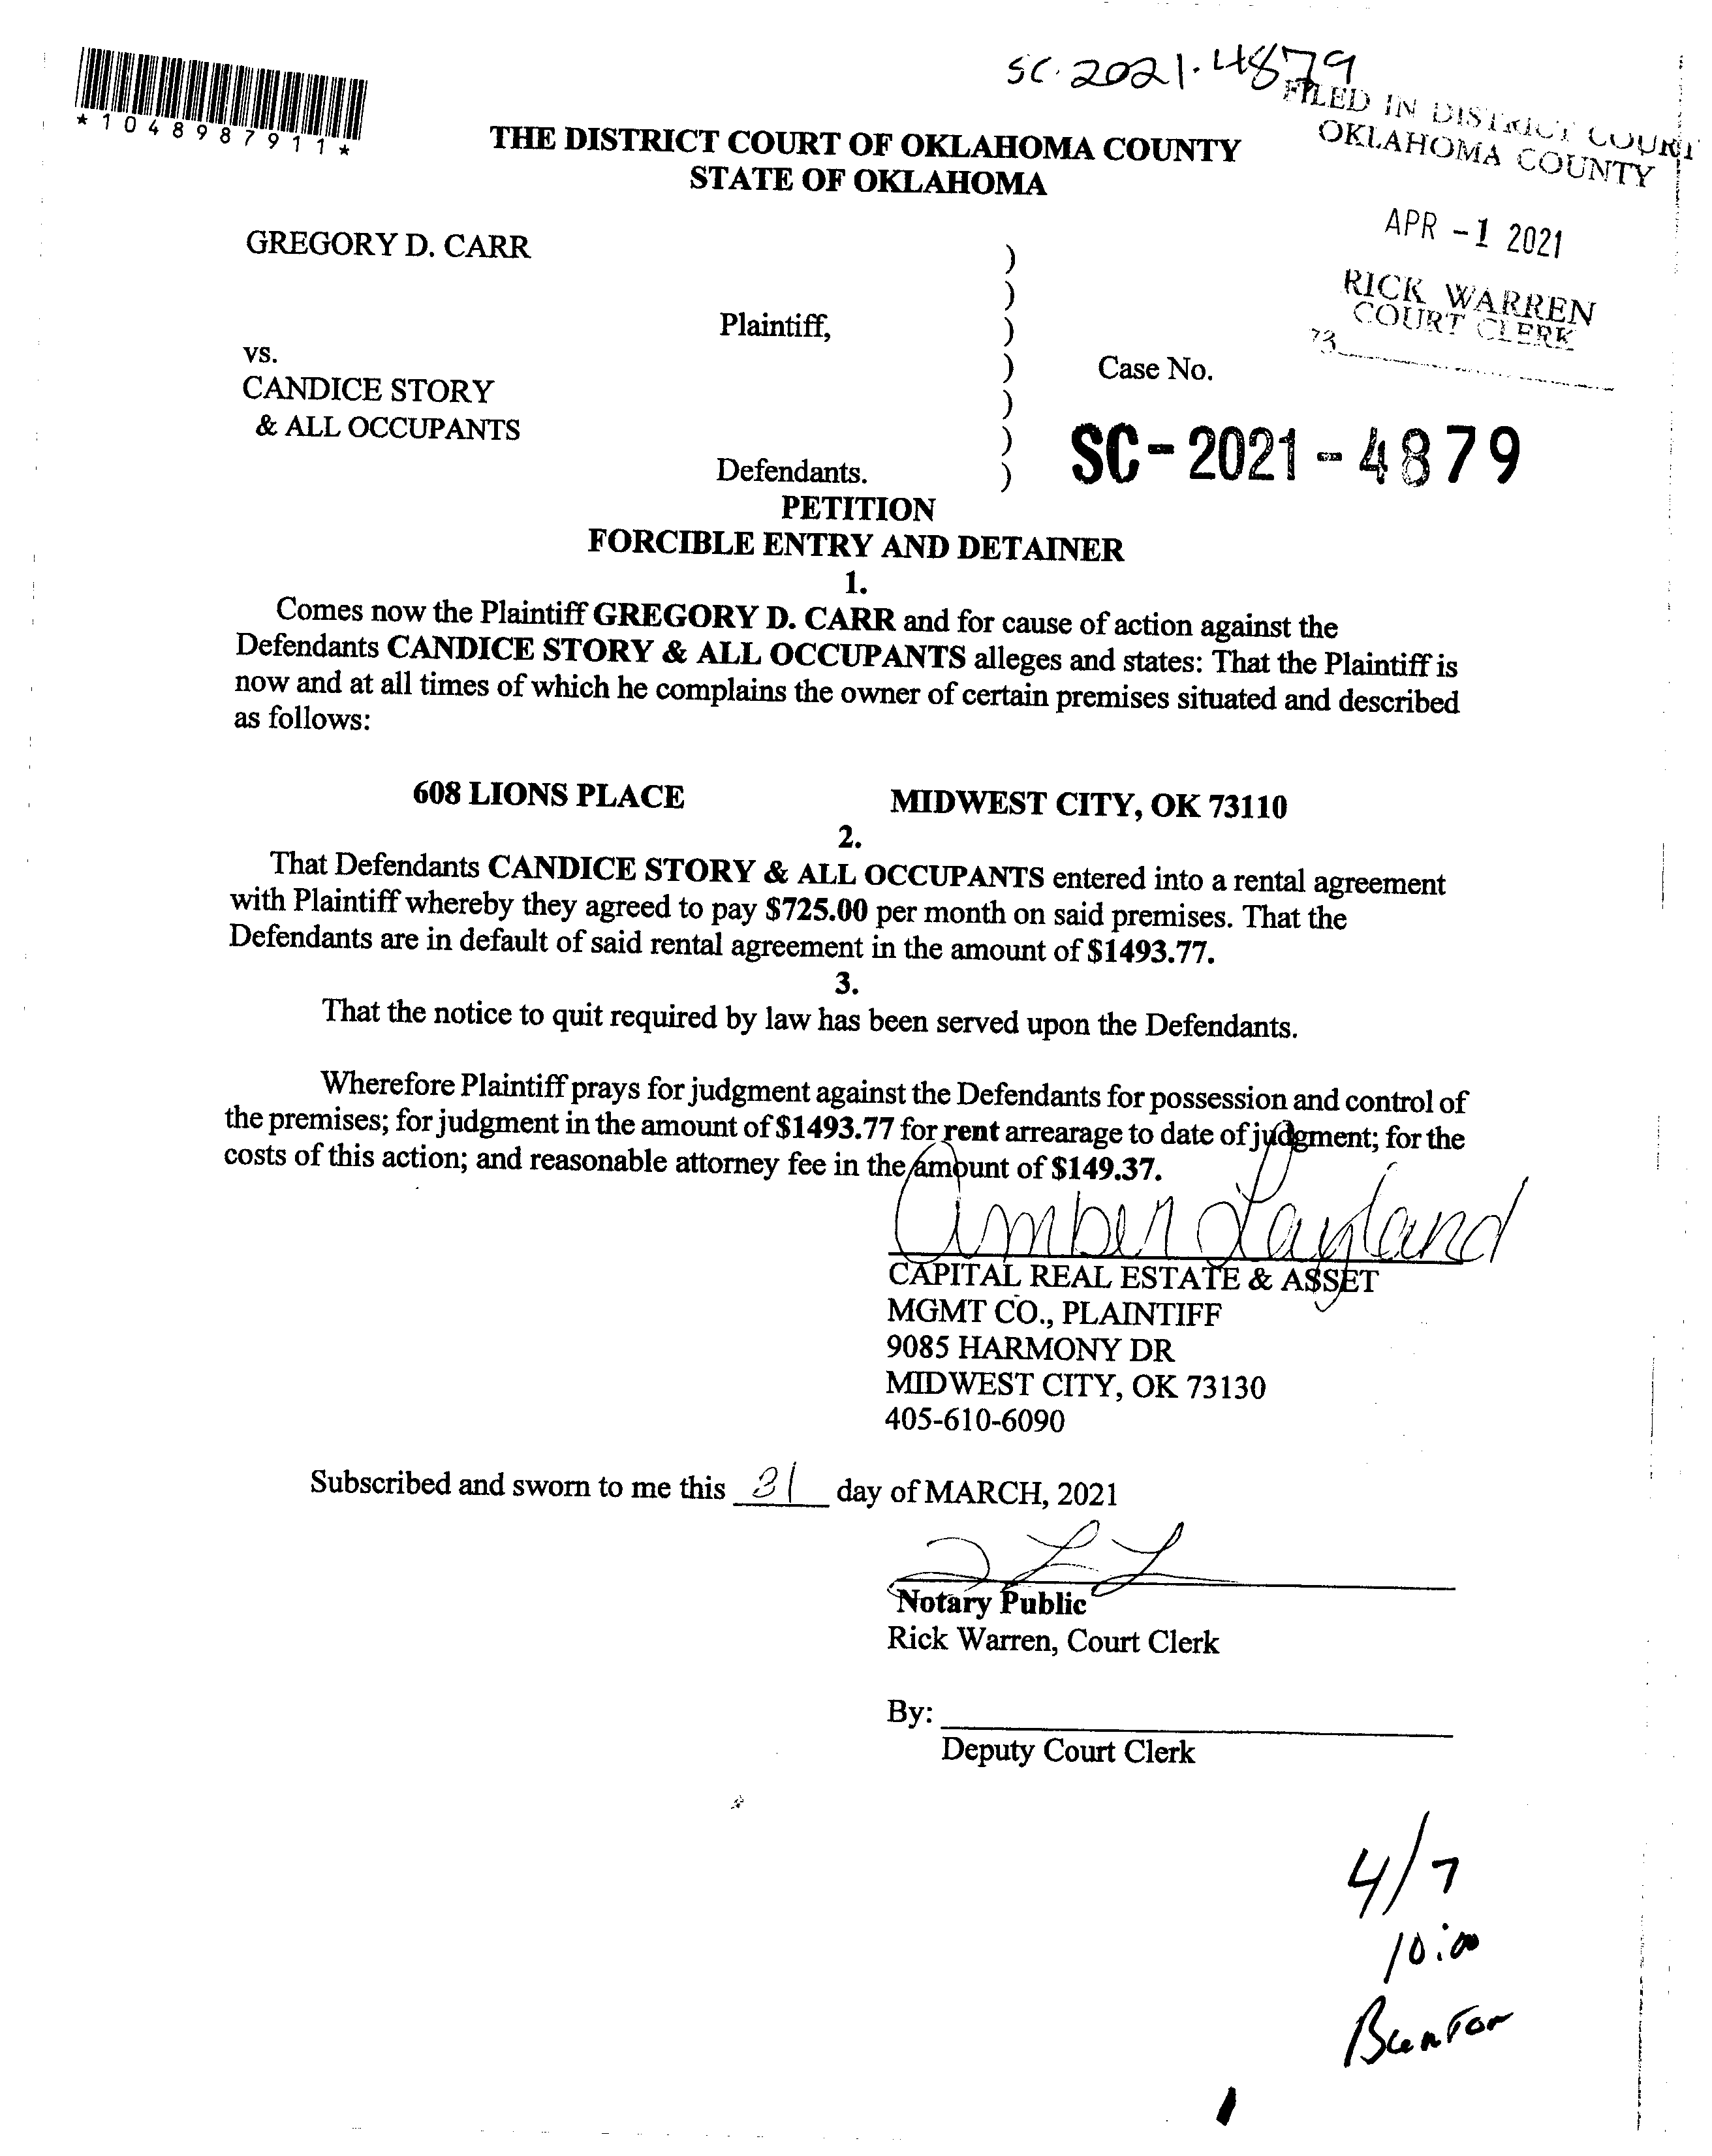 SC. 2021. 4879
*1048987911*
FILED IN DISTRICT COURT
OKLAHOMA COUNTY
THE DISTRICT COURT OF OKLAHOMA COUNTY
STATE OF OKLAHOMA
APR -1 2021
RICK WARREN
COURT CLERK
73
GREGORY D. CARR
)
)
Plaintiff, )
vs.
) Case No.
CANDICE STORY
)
& ALL OCCUPANTS
)
SC-2021-4879
Defendants. )
PETITION
FORCIBLE ENTRY AND DETAINER
1.
Comes now the Plaintiff GREGORY D. CARR and for cause of action against the
Defendants CANDICE STORY & ALL OCCUPANTS alleges and states: That the Plaintiff is
now and at all times of which he complains the owner of certain premises situated and described
as follows:
608 LIONS PLACE MIDWEST CITY, OK 73110
2.
That Defendants CANDICE STORY & ALL OCCUPANTS entered into a rental agreement
with Plaintiff whereby they agreed to pay $725.00 per month on said premises. That the
Defendants are in default of said rental agreement in the amount of $1493.77.
3.
That the notice to quit required by law has been served upon the Defendants.
Wherefore Plaintiff prays for judgment against the Defendants for possession and control of
the premises; for judgment in the amount of $1493.77 for rent arrearage to date of judgment; for the
costs of this action; and reasonable attorney fee in the amount of $149.37.
Amber Layland
CAPITAL REAL ESTATE & ASSET
MGMT CO., PLAINTIFF
9085 HARMONY DR
MIDWEST CITY, OK 73130
405-610-6090
Subscribed and sworn to me this 31 day of MARCH, 2021
Notary Public
Rick Warren, Court Clerk
By:
Deputy Court Clerk
4/7
10:00